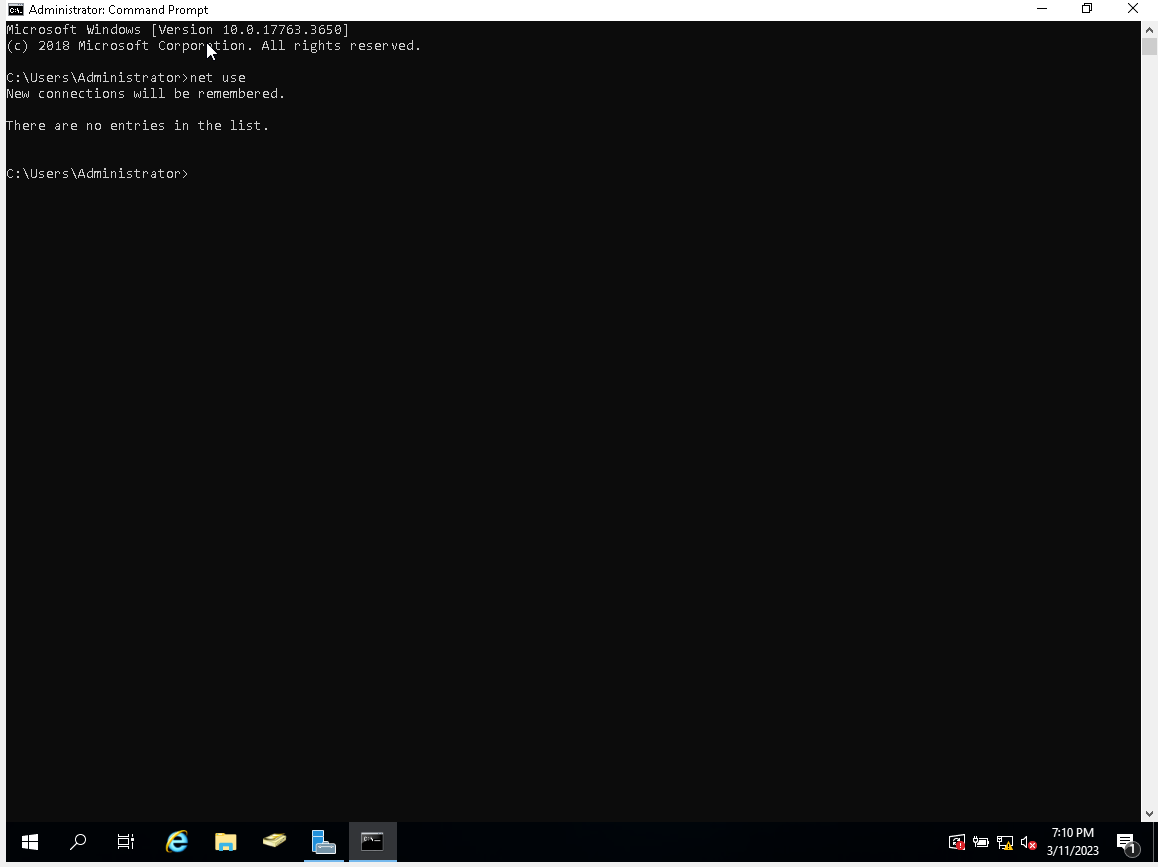 Administrator: Command Prompt
Microsoft Windows [Version 10.0.17763.3650]
(c) 2018 Microsoft Corporation. All rights reserved.
C:\Users\Administrator>net use
New connections will be remembered.
There are no entries in the list.
C:\Users\Administrator>
7:10 PM
3/11/2023
1